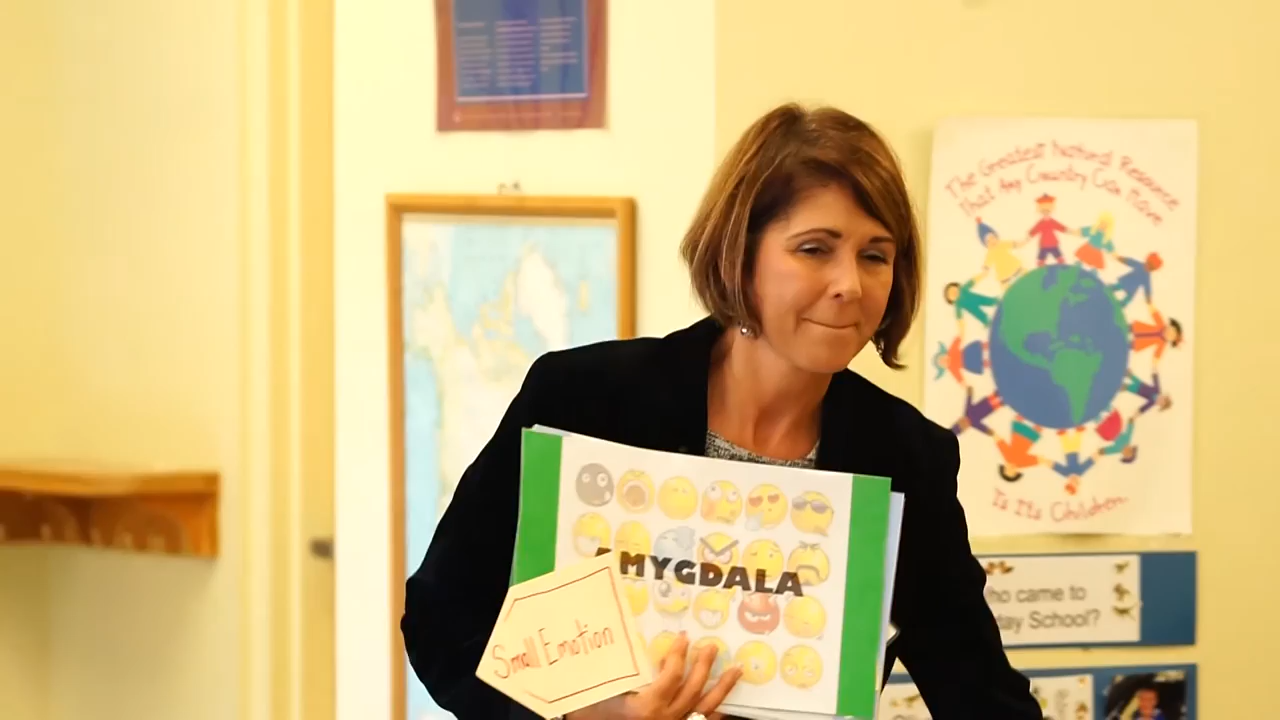 The Greatest Natural Resource
That Any Country Can Have
Is Its Children.
AMYGDALA
Small Emotion
ho came to
day School?